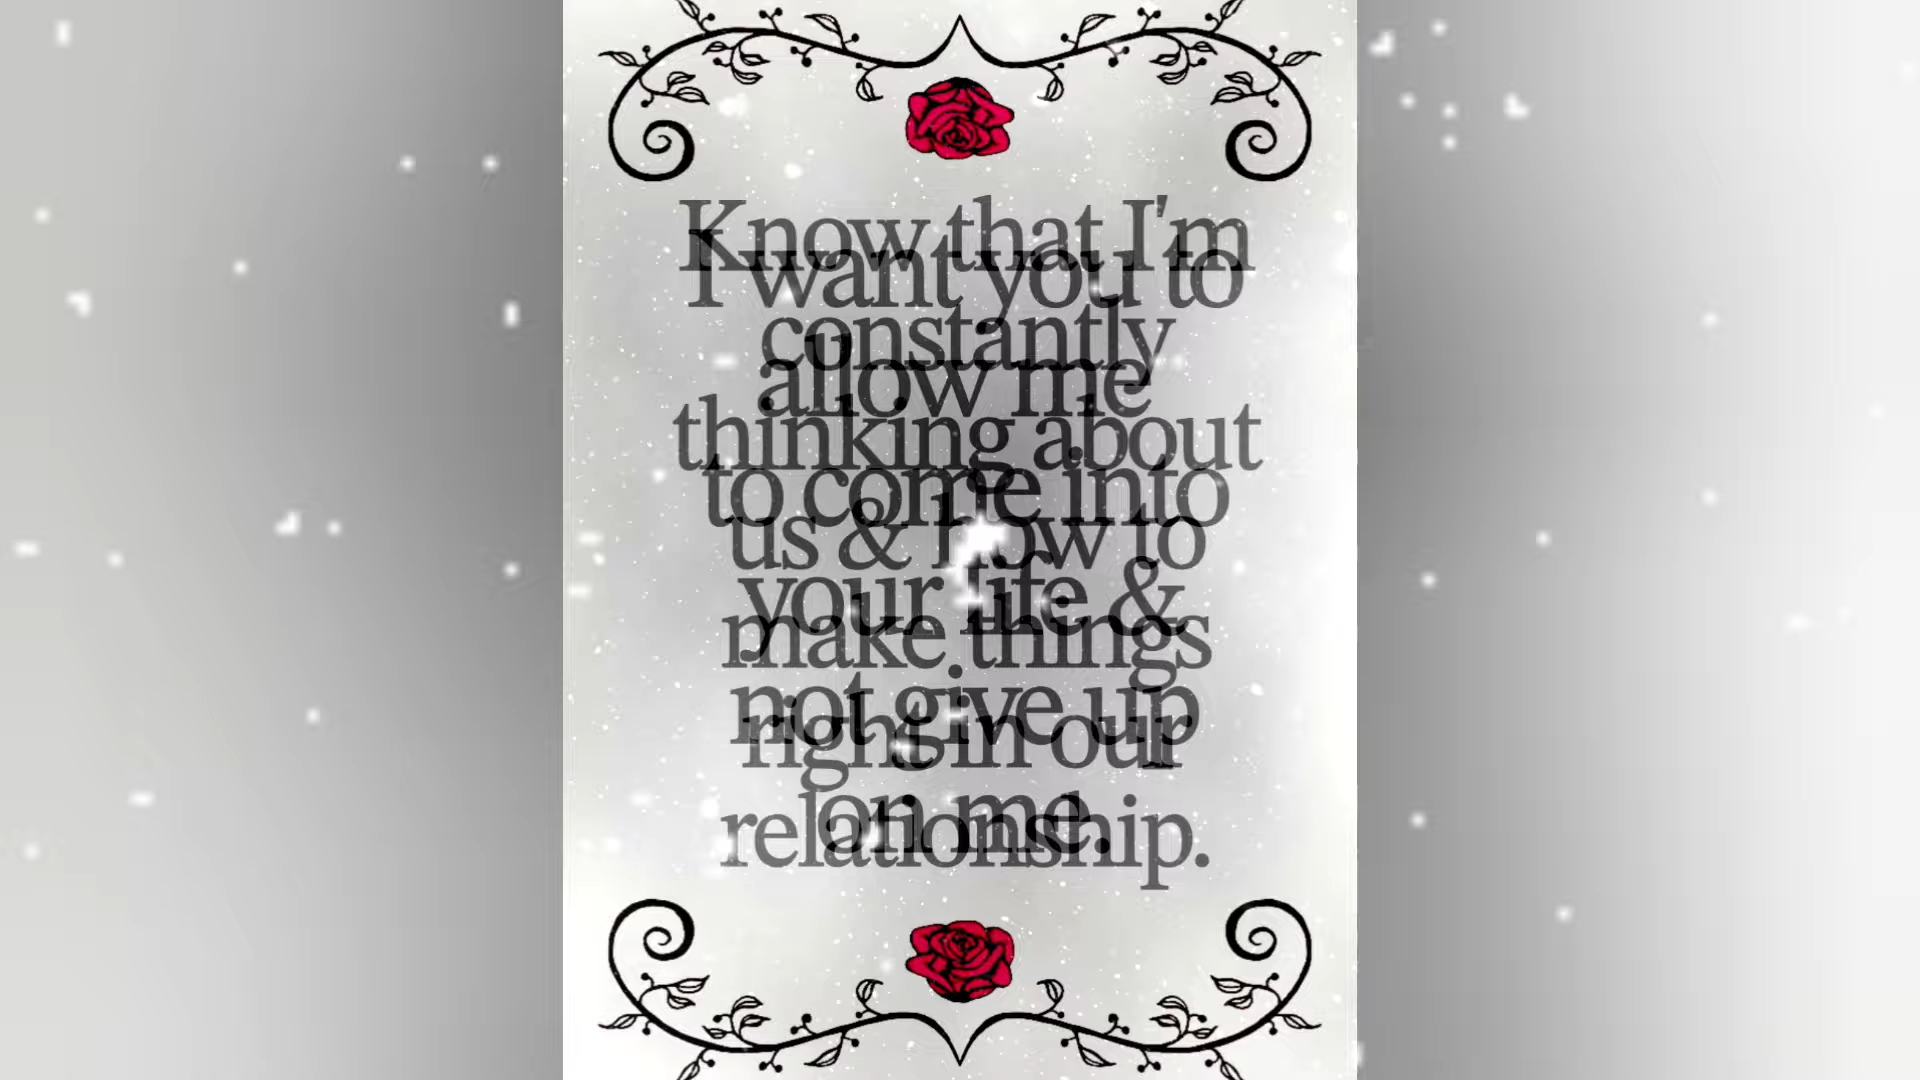 Know that I'm
constantly
thinking about
us & how to
make things
right in our
relationship.
I want you to
allow me
to come into
your life &
not give up
on me.